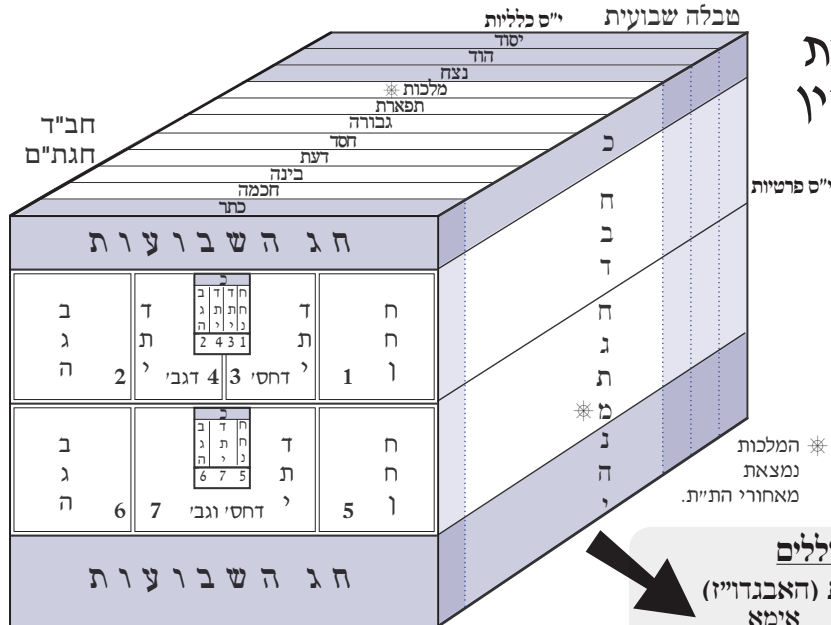 טבלה שבועית
י"ס כלליות
יסוד
הוד
נצח
מלכות
תפארת
גבורה
חסד
דעת
בינה
חכמה
כתר
חב"ד
חגת"ם
י"ס פרטיות
כ
ח
ב
ד
ח
ג
ת
מ
נ
ה
י
חג השבועות
ח ד ב
ח ת ג
ן י ה
כ
ח ד ד ב
ח ת ת ג
נ י י ה
2 4 3 1
1
3 דחס'
4 דגב'
2
ח ד ב
ח ת ג
ן י ה
כ
ח ד ב
ח ת ג
נ י ה
6 7 5
5
דחס' וגב' 7
6
חג השבועות
המלכות
נמצאת
מאחורי הת"ת.
(האבגדו"ז)
אימא